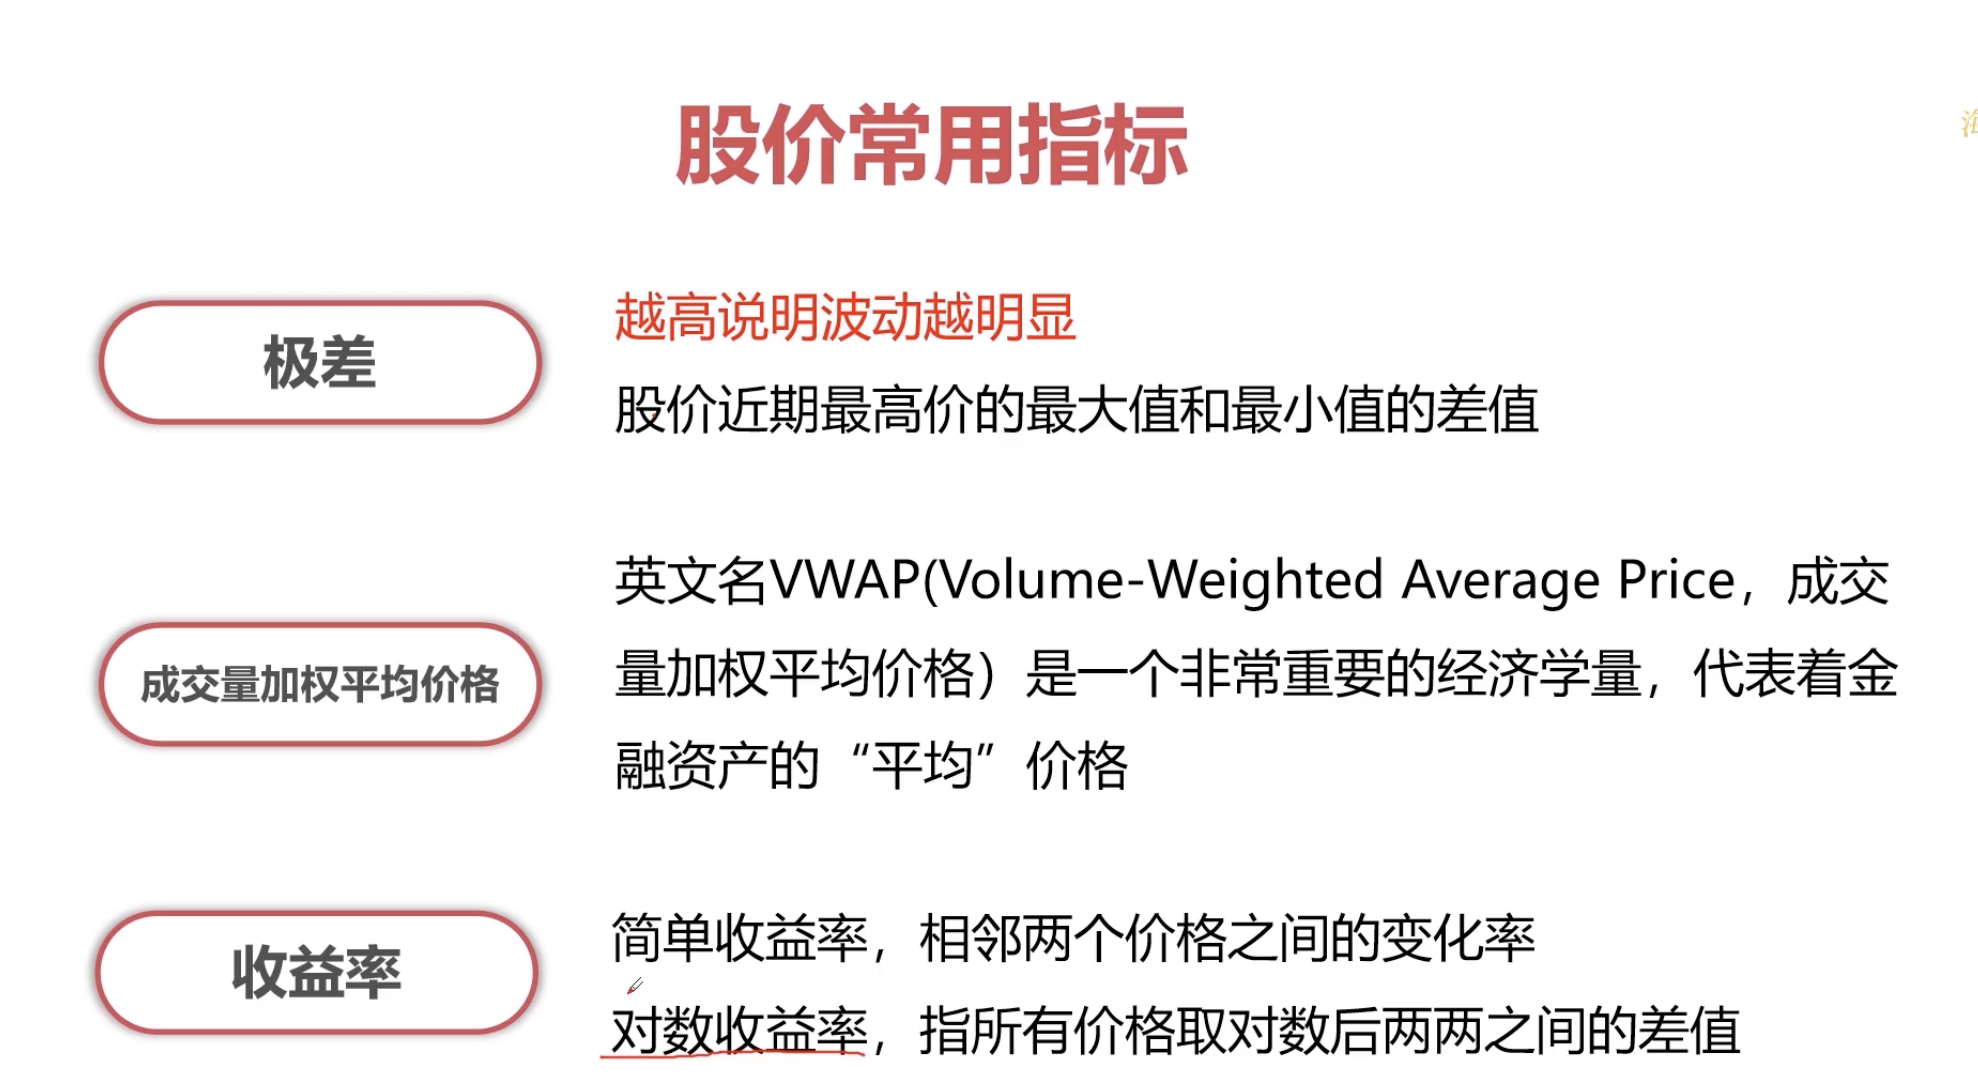 股价常用指标
极差
越高说明波动越明显
股价近期最高价的最大值和最小值的差值
成交量加权平均价格
英文名VWAP(Volume-Weighted Average Price，成交
量加权平均价格）是一个非常重要的经济学量，代表着金
融资产的“平均”价格
收益率
简单收益率，相邻两个价格之间的变化率
对数收益率，指所有价格取对数后两两之间的差值